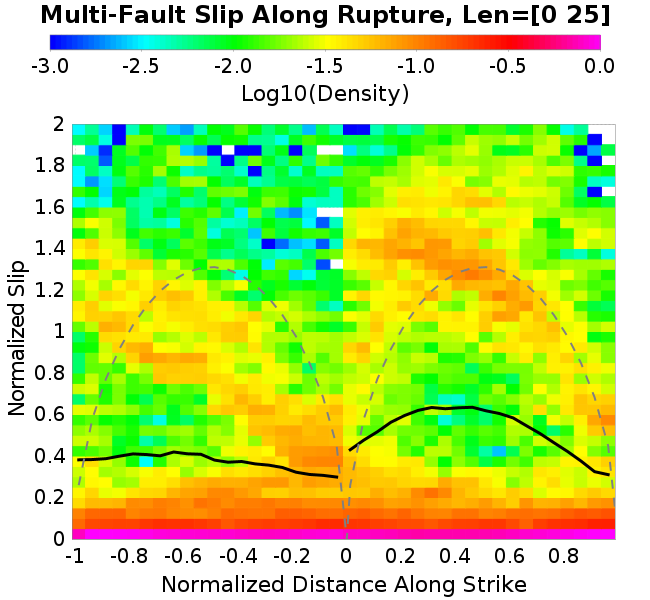 Multi-Fault Slip Along Rupture, Len=[0 25]
-3.0 -2.5 -2.0 -1.5 -1.0 -0.5 0.0
Log10(Density)
Normalized Slip
2
1.8
1.6
1.4
1.2
1
0.8
0.6
0.4
0.2
0
-1 -0.8 -0.6 -0.4 -0.2 0 0.2 0.4 0.6 0.8
Normalized Distance Along Strike